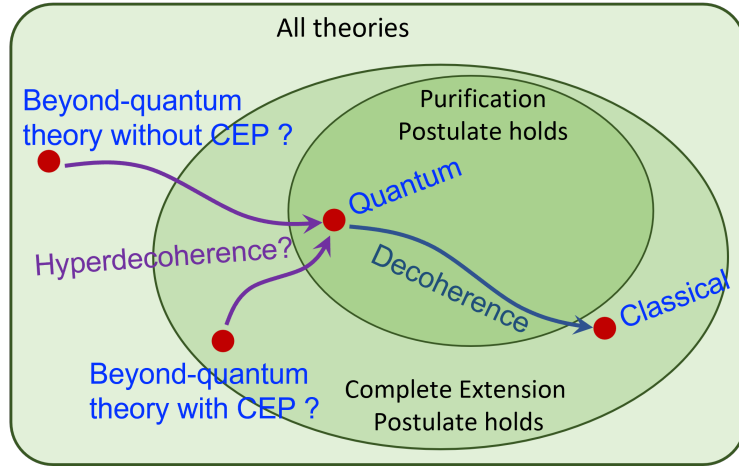 All theories
Beyond-quantum
theory without CEP ?
Purification
Postulate holds
Quantum
Hyperdecoherence?
Decoherence
Classical
Beyond-quantum
theory with CEP ?
Complete Extension
Postulate holds